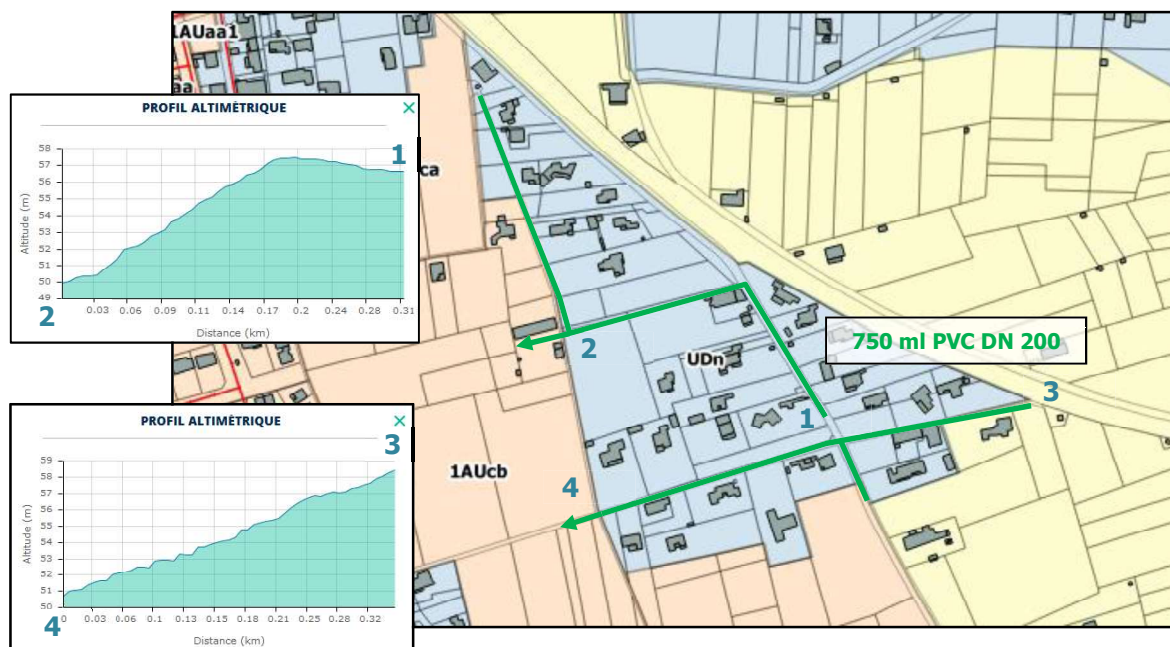 1AUaa1
aa
ca
PROFIL ALTIMÉTRIQUE
×
1
58
57
56
54
53
52
51
50
49
Altitude (m)
0.03 0.06 0.09 0.11 0.14 0.17 0.2 0.24 0.28 0.31
2
Distance (km)
2
UDn
750 ml PVC DN 200
3
1
1AUcb
4
PROFIL ALTIMÉTRIQUE
×
3
59
58
57
56
55
54
53
52
51
50
Altitude (m)
0 0.03 0.06 0.1 0.13 0.15 0.18 0.21 0.25 0.28 0.32
4
Distance (km)